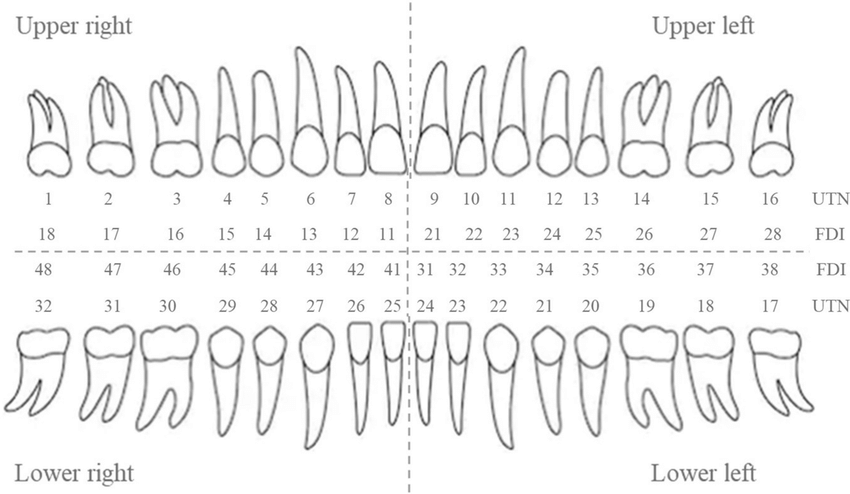 Upper right Upper left
1 2 3 4 5 6 7 8 9 10 11 12 13 14 15 16 UTN
18 17 16 15 14 13 12 11 21 22 23 24 25 26 27 28 FDI
48 47 46 45 44 43 42 41 31 32 33 34 35 36 37 38 FDI
32 31 30 29 28 27 26 25 24 23 22 21 20 19 18 17 UTN
Lower right Lower left